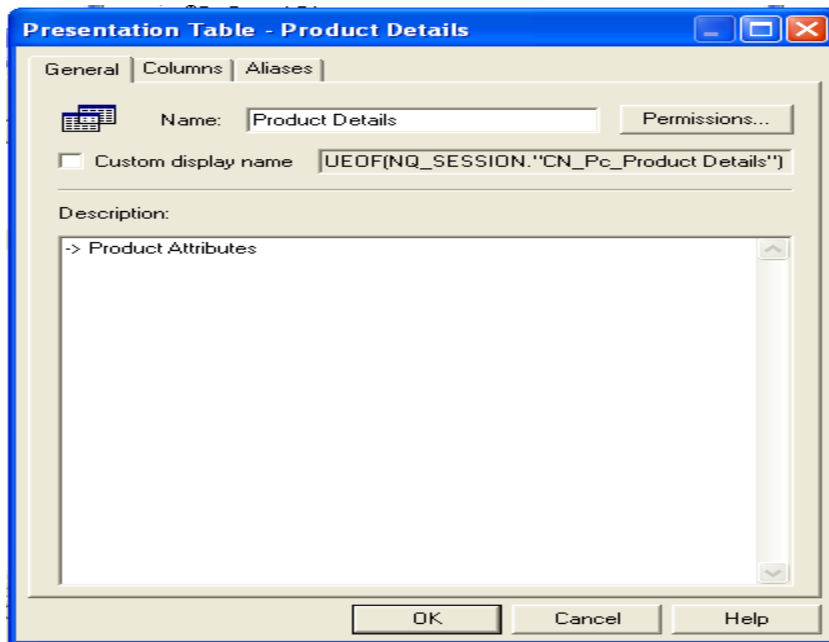 Presentation Table - Product Details
General Columns Aliases
Name: Product Details Permissions...
Custom display name UEOF(NQ_SESSION."CN_Pc_Product Details")
Description:
-> Product Attributes
OK Cancel Help